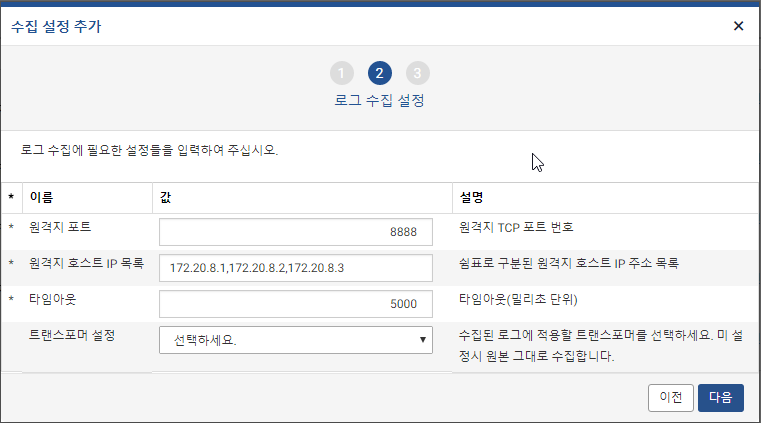 수집 설정 추가
×
1 2 3
로그 수집 설정
로그 수집에 필요한 설정들을 입력하여 주십시오.
* 이름 값 설명
* 원격지 포트 8888 원격지 TCP 포트 번호
* 원격지 호스트 IP 목록 172.20.8.1,172.20.8.2,172.20.8.3 쉼표로 구분된 원격지 호스트 IP 주소 목록
* 타임아웃 5000 타임아웃(밀리초 단위)
트랜스포머 설정 선택하세요. 수집된 로그에 적용할 트랜스포머를 선택하세요. 미 설
정시 원본 그대로 수집합니다.
이전 다음